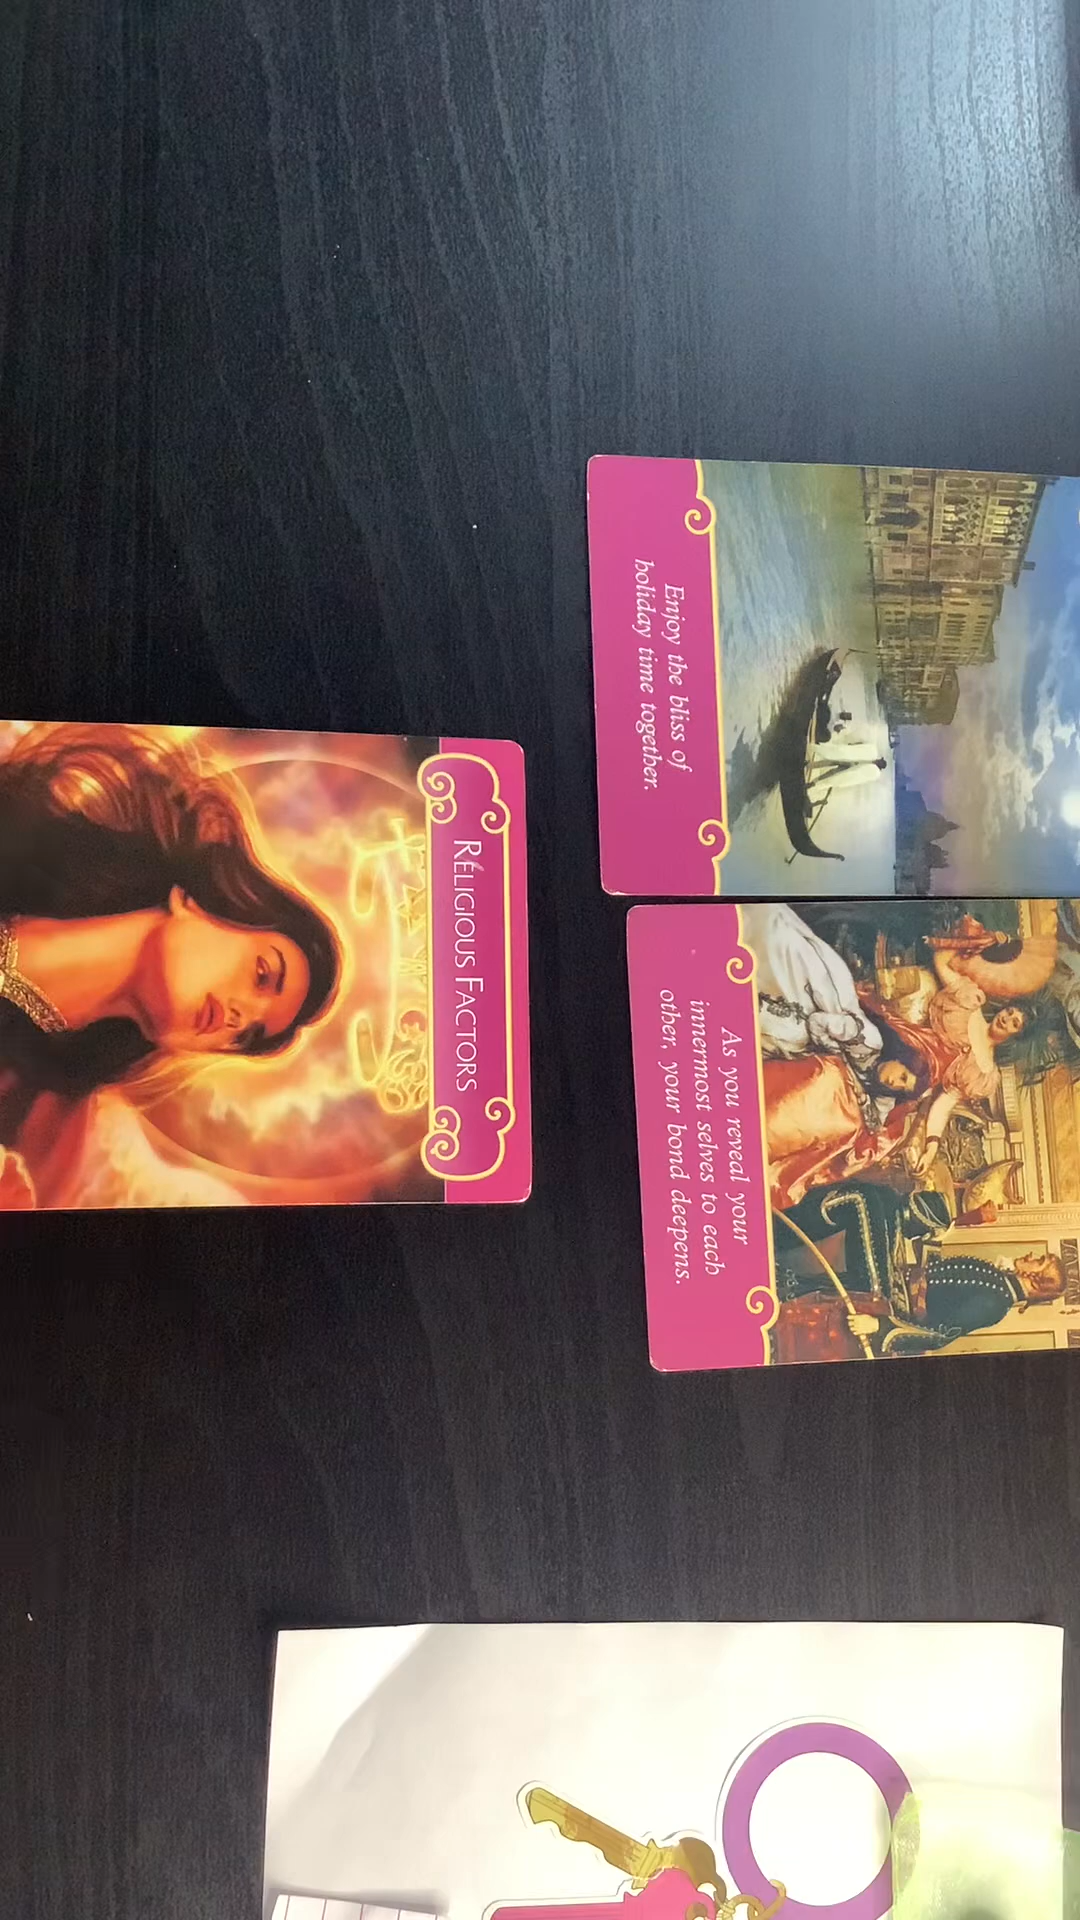 Enjoy the bliss of
holiday time together.
As you reveal your
innermost selves to each
other, your bond deepens.
RELIGIOUS FACTORS